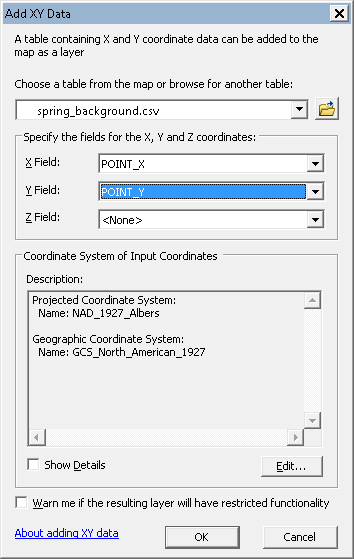 Add XY Data
A table containing X and Y coordinate data can be added to the
map as a layer
Choose a table from the map or browse for another table:
spring_background.csv
Specify the fields for the X, Y and Z coordinates:
X Field:
POINT_X
Y Field:
POINT_Y
Z Field:
<None>
Coordinate System of Input Coordinates
Description:
Projected Coordinate System:
Name: NAD_1927_Albers
Geographic Coordinate System:
Name: GCS_North_American_1927
Show Details
Edit...
Warn me if the resulting layer will have restricted functionality
About adding XY data
OK
Cancel